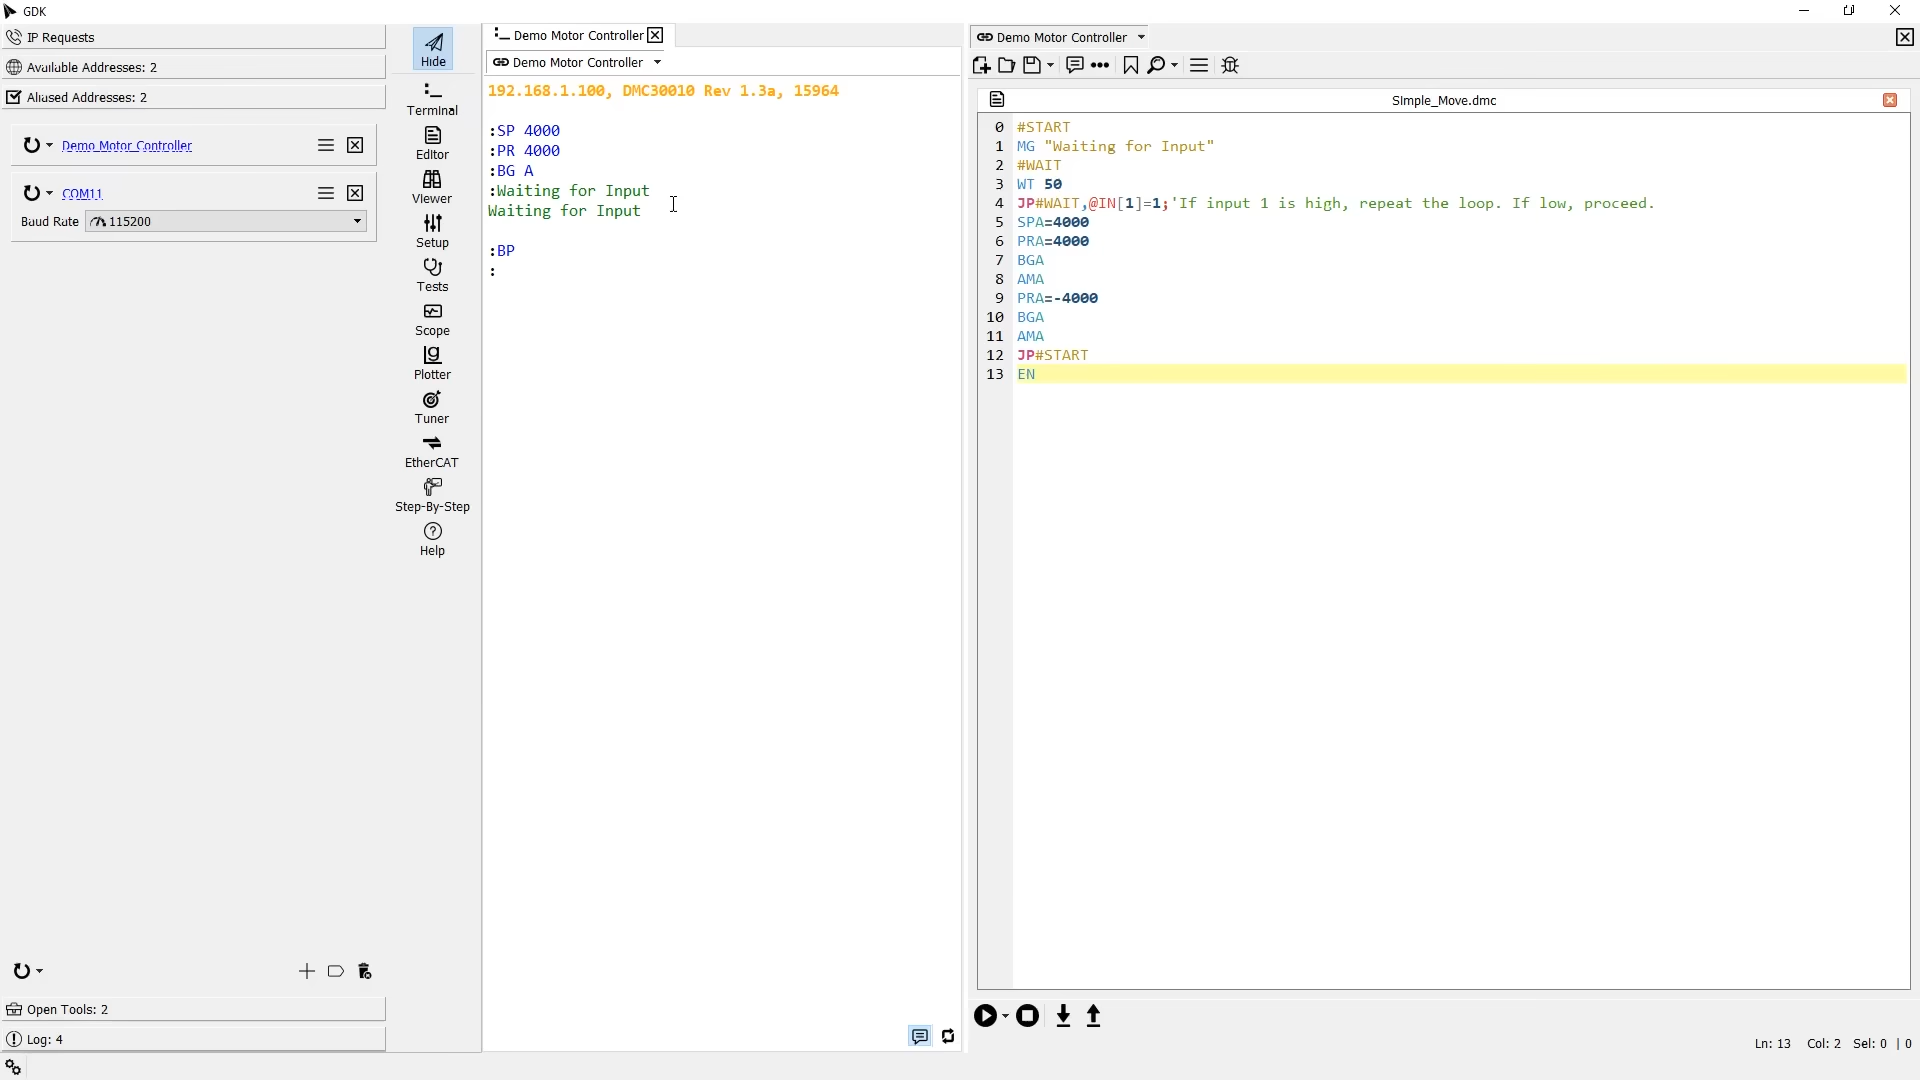 GDK
IP Requests
Available Addresses: 2
Aliased Addresses: 2
Demo Motor Controller
COM11
Baud Rate 115200
Open Tools: 2
Log: 4
Hide
Terminal
Editor
Viewer
Setup
Tests
Scope
Plotter
Tuner
EtherCAT
Step-By-Step
Help
Demo Motor Controller
Demo Motor Controller
192.168.1.100, DMC30010 Rev 1.3a, 15964
:SP 4000
:PR 4000
:BG A
:Waiting for Input
Waiting for Input
:BP
:
Demo Motor Controller
SImple_Move.dmc
0 #START
1 MG "Waiting for Input"
2 #WAIT
3 WT 50
4 JP#WAIT,@IN[1]=1;'If input 1 is high, repeat the loop. If low, proceed.
5 SPA=4000
6 PRA=4000
7 BGA
8 AMA
9 PRA=-4000
10 BGA
11 AMA
12 JP#START
13 EN
Ln: 13 Col: 2 Sel: 0 | 0